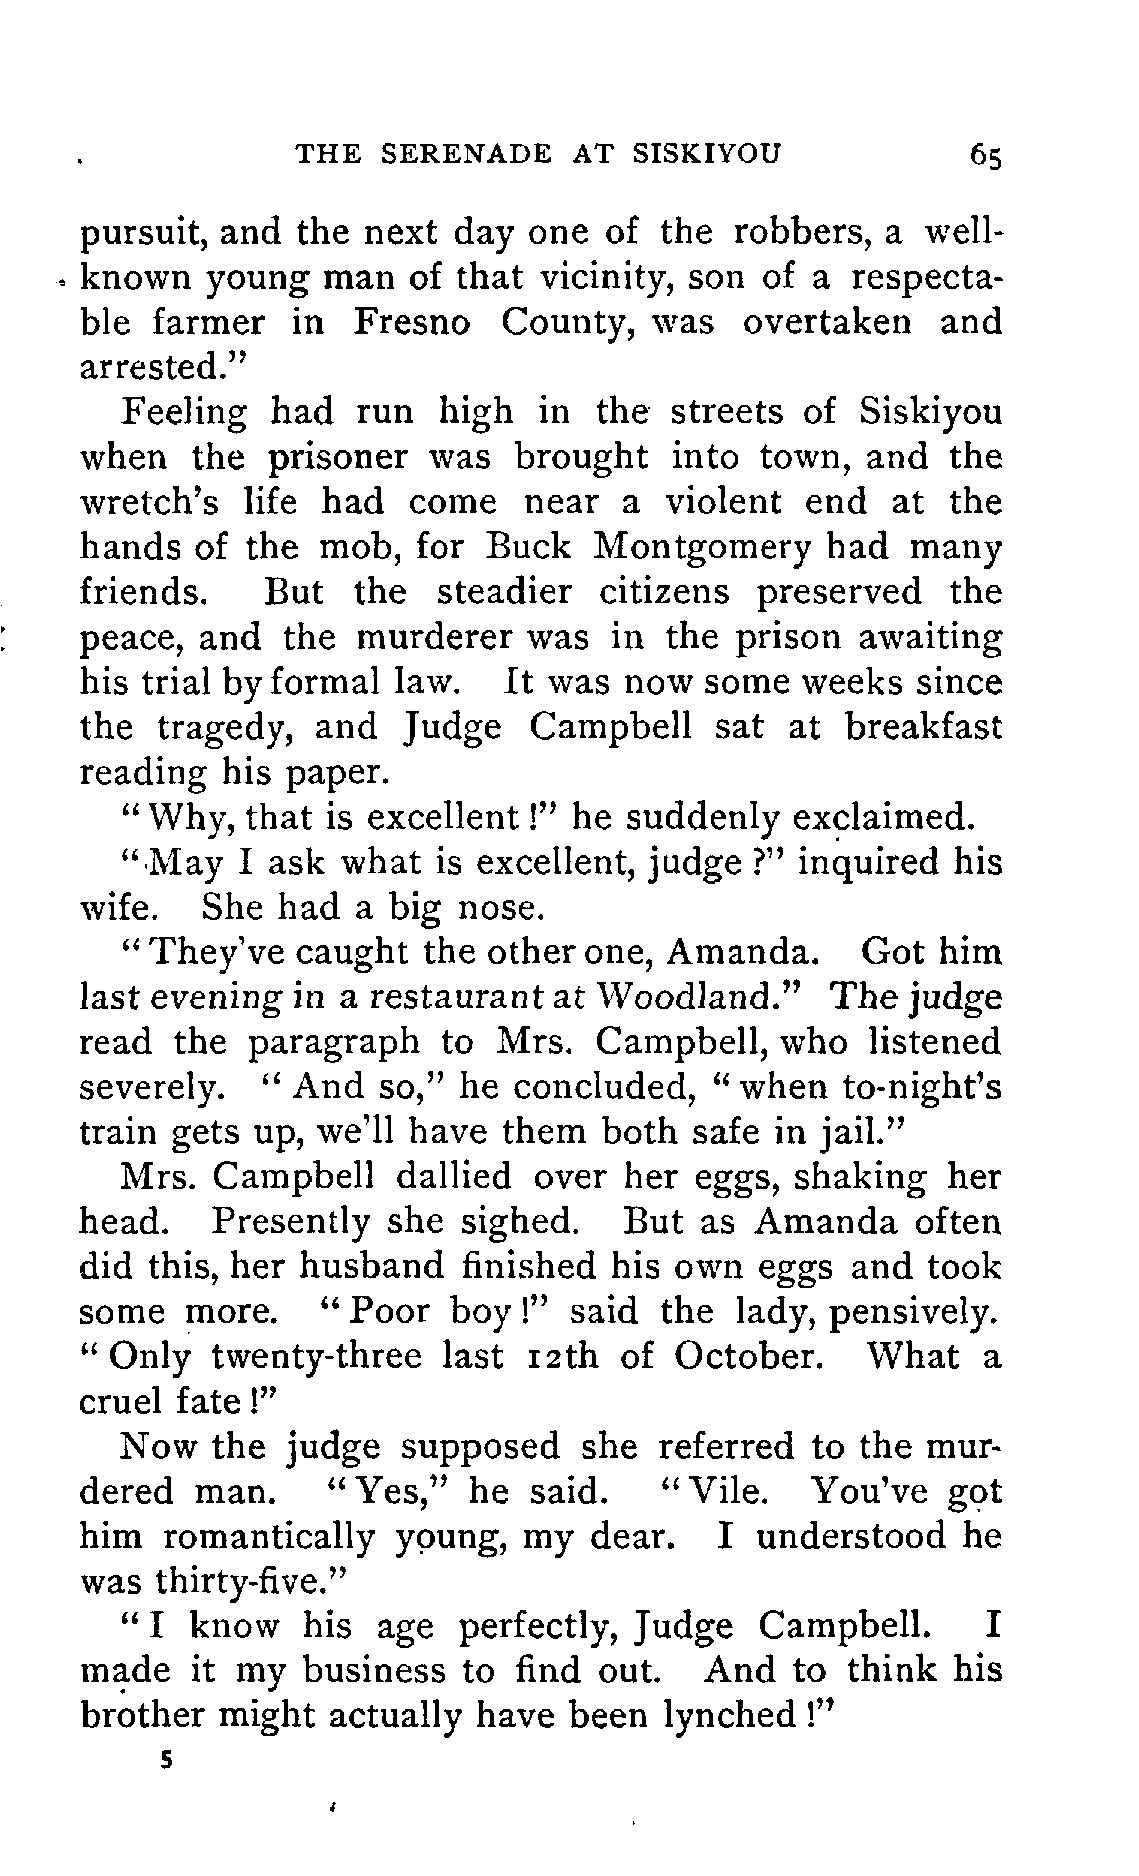 THE SERENADE AT SISKIYOU 65
pursuit, and the next day one of the robbers, a well-
known young man of that vicinity, son of a respecta-
ble farmer in Fresno County, was overtaken and
arrested."
Feeling had run high in the streets of Siskiyou
when the prisoner was brought into town, and the
wretch's life had come near a violent end at the
hands of the mob, for Buck Montgomery had many
friends. But the steadier citizens preserved the
peace, and the murderer was in the prison awaiting
his trial by formal law. It was now some weeks since
the tragedy, and Judge Campbell sat at breakfast
reading his paper.
"Why, that is excellent!" he suddenly exclaimed.
"May I ask what is excellent, judge?" inquired his
wife. She had a big nose.
"They've caught the other one, Amanda. Got him
last evening in a restaurant at Woodland." The judge
read the paragraph to Mrs. Campbell, who listened
severely. "And so," he concluded, "when to-night's
train gets up, we'll have them both safe in jail."
Mrs. Campbell dallied over her eggs, shaking her
head. Presently she sighed. But as Amanda often
did this, her husband finished his own eggs and took
some more. "Poor boy!" said the lady, pensively.
"Only twenty-three last 12th of October. What a
cruel fate!"
Now the judge supposed she referred to the mur-
dered man. "Yes," he said. "Vile. You've got
him romantically young, my dear. I understood he
was thirty-five."
"I know his age perfectly, Judge Campbell. I
made it my business to find out. And to think his
brother might actually have been lynched!"
5